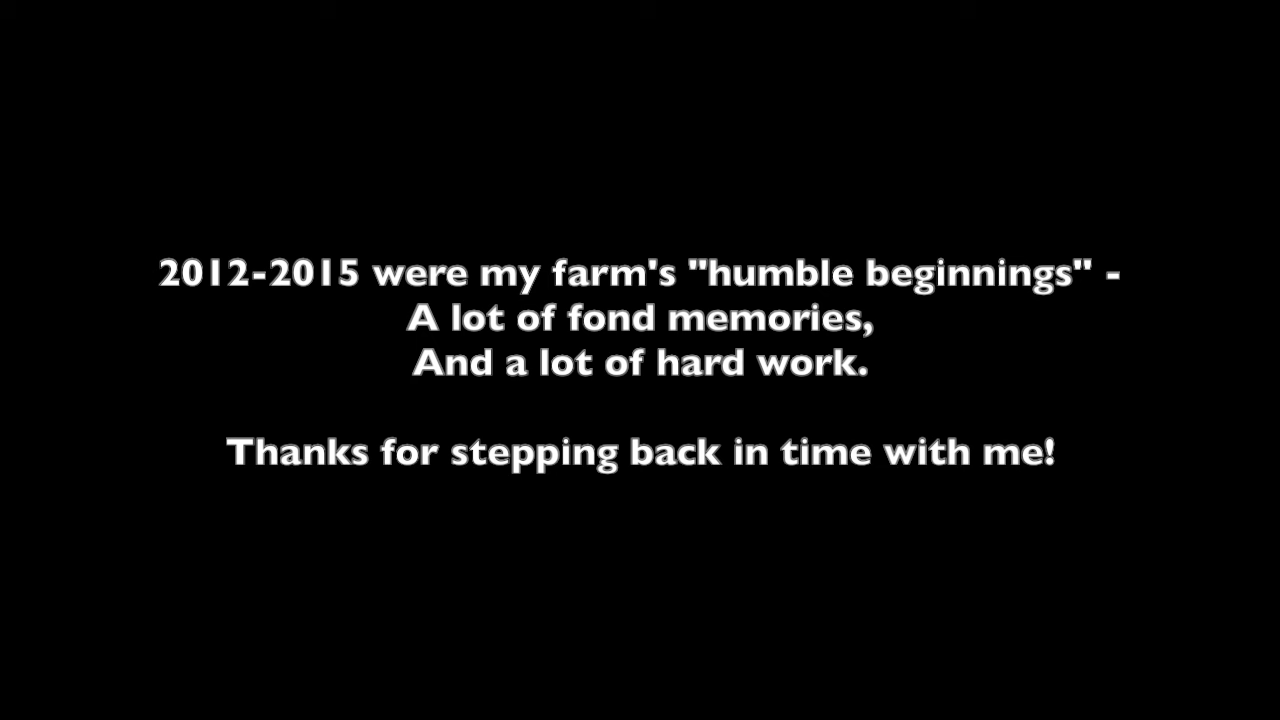 2012-2015 were my farm's "humble beginnings" -
A lot of fond memories,
And a lot of hard work.
Thanks for stepping back in time with me!